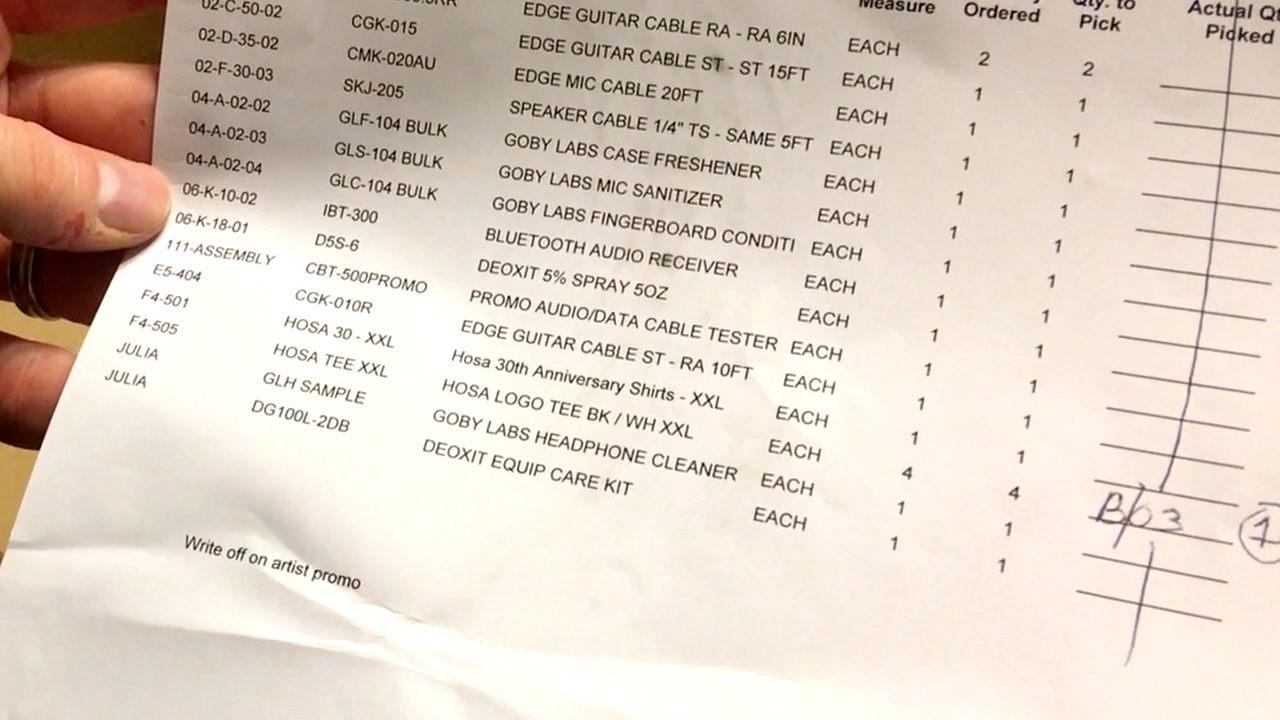 Measure Ordered Qty. to Pick Actual Picked
EDGE GUITAR CABLE RA - RA 6IN EACH 2 2
02-C-50-02 CGK-015 EDGE GUITAR CABLE ST - ST 15FT EACH 1 1
02-D-35-02 CMK-020AU EDGE MIC CABLE 20FT EACH 1 1
02-F-30-03 SKJ-205 SPEAKER CABLE 1/4" TS - SAME 5FT EACH 1 1
04-A-02-02 GLF-104 BULK GOBY LABS CASE FRESHENER EACH 1 1
04-A-02-03 GLS-104 BULK GOBY LABS MIC SANITIZER EACH 1 1
04-A-02-04 GLC-104 BULK GOBY LABS FINGERBOARD CONDITI EACH 1 1
06-K-10-02 IBT-300 BLUETOOTH AUDIO RECEIVER EACH 1 1
06-K-18-01 D5S-6 DEOXIT 5% SPRAY 5OZ EACH 1 1
111-ASSEMBLY CBT-500PROMO PROMO AUDIO/DATA CABLE TESTER EACH 1 1
E5-404 CGK-010R EDGE GUITAR CABLE ST - RA 10FT EACH 1 1
F4-501 HOSA 30 - XXL Hosa 30th Anniversary Shirts - XXL EACH 1 1
F4-505 HOSA TEE XXL HOSA LOGO TEE BK / WH XXL EACH 4 4 B/O 3 1
JULIA GLH SAMPLE GOBY LABS HEADPHONE CLEANER EACH 1 1
JULIA DG100L-2DB DEOXIT EQUIP CARE KIT EACH 1 1
Write off on artist promo